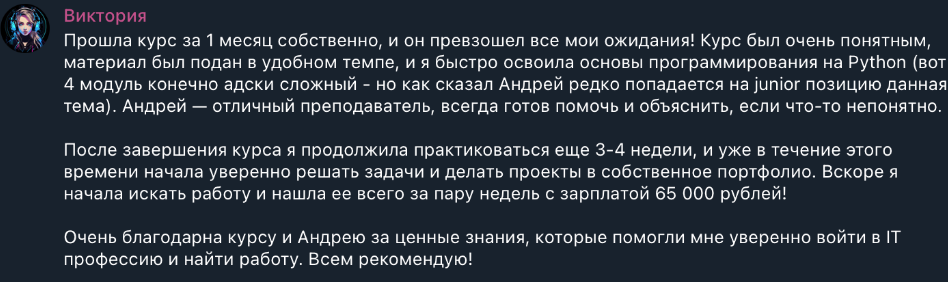 Виктория
Прошла курс за 1 месяц собственно, и он превзошел все мои ожидания! Курс был очень понятным,
материал был подан в удобном темпе, и я быстро освоила основы программирования на Python (вот
4 модуль конечно адски сложный - но как сказал Андрей редко попадается на junior позицию данная
тема). Андрей — отличный преподаватель, всегда готов помочь и объяснить, если что-то непонятно.
После завершения курса я продолжила практиковаться еще 3-4 недели, и уже в течение этого
времени начала уверенно решать задачи и делать проекты в собственное портфолио. Вскоре я
начала искать работу и нашла ее всего за пару недель с зарплатой 65 000 рублей!
Очень благодарна курсу и Андрею за ценные знания, которые помогли мне уверенно войти в IT
профессию и найти работу. Всем рекомендую!